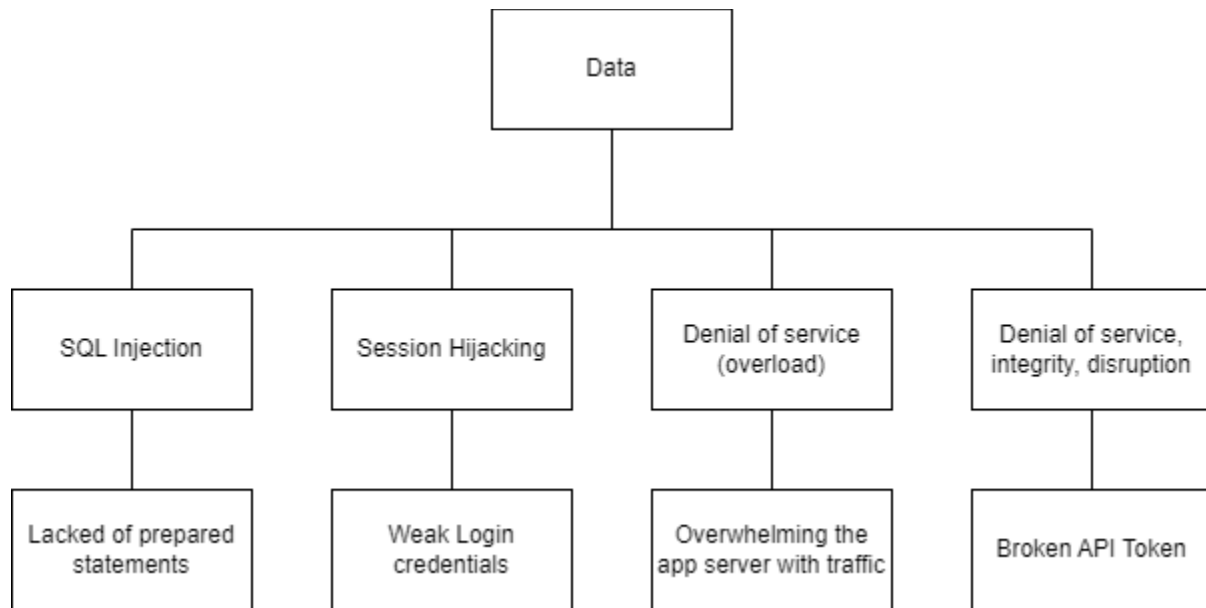 Data
SQL Injection
Session Hijacking
Denial of service
(overload)
Denial of service,
integrity, disruption
Lacked of prepared
statements
Weak Login
credentials
Overwhelming the
app server with traffic
Broken API Token